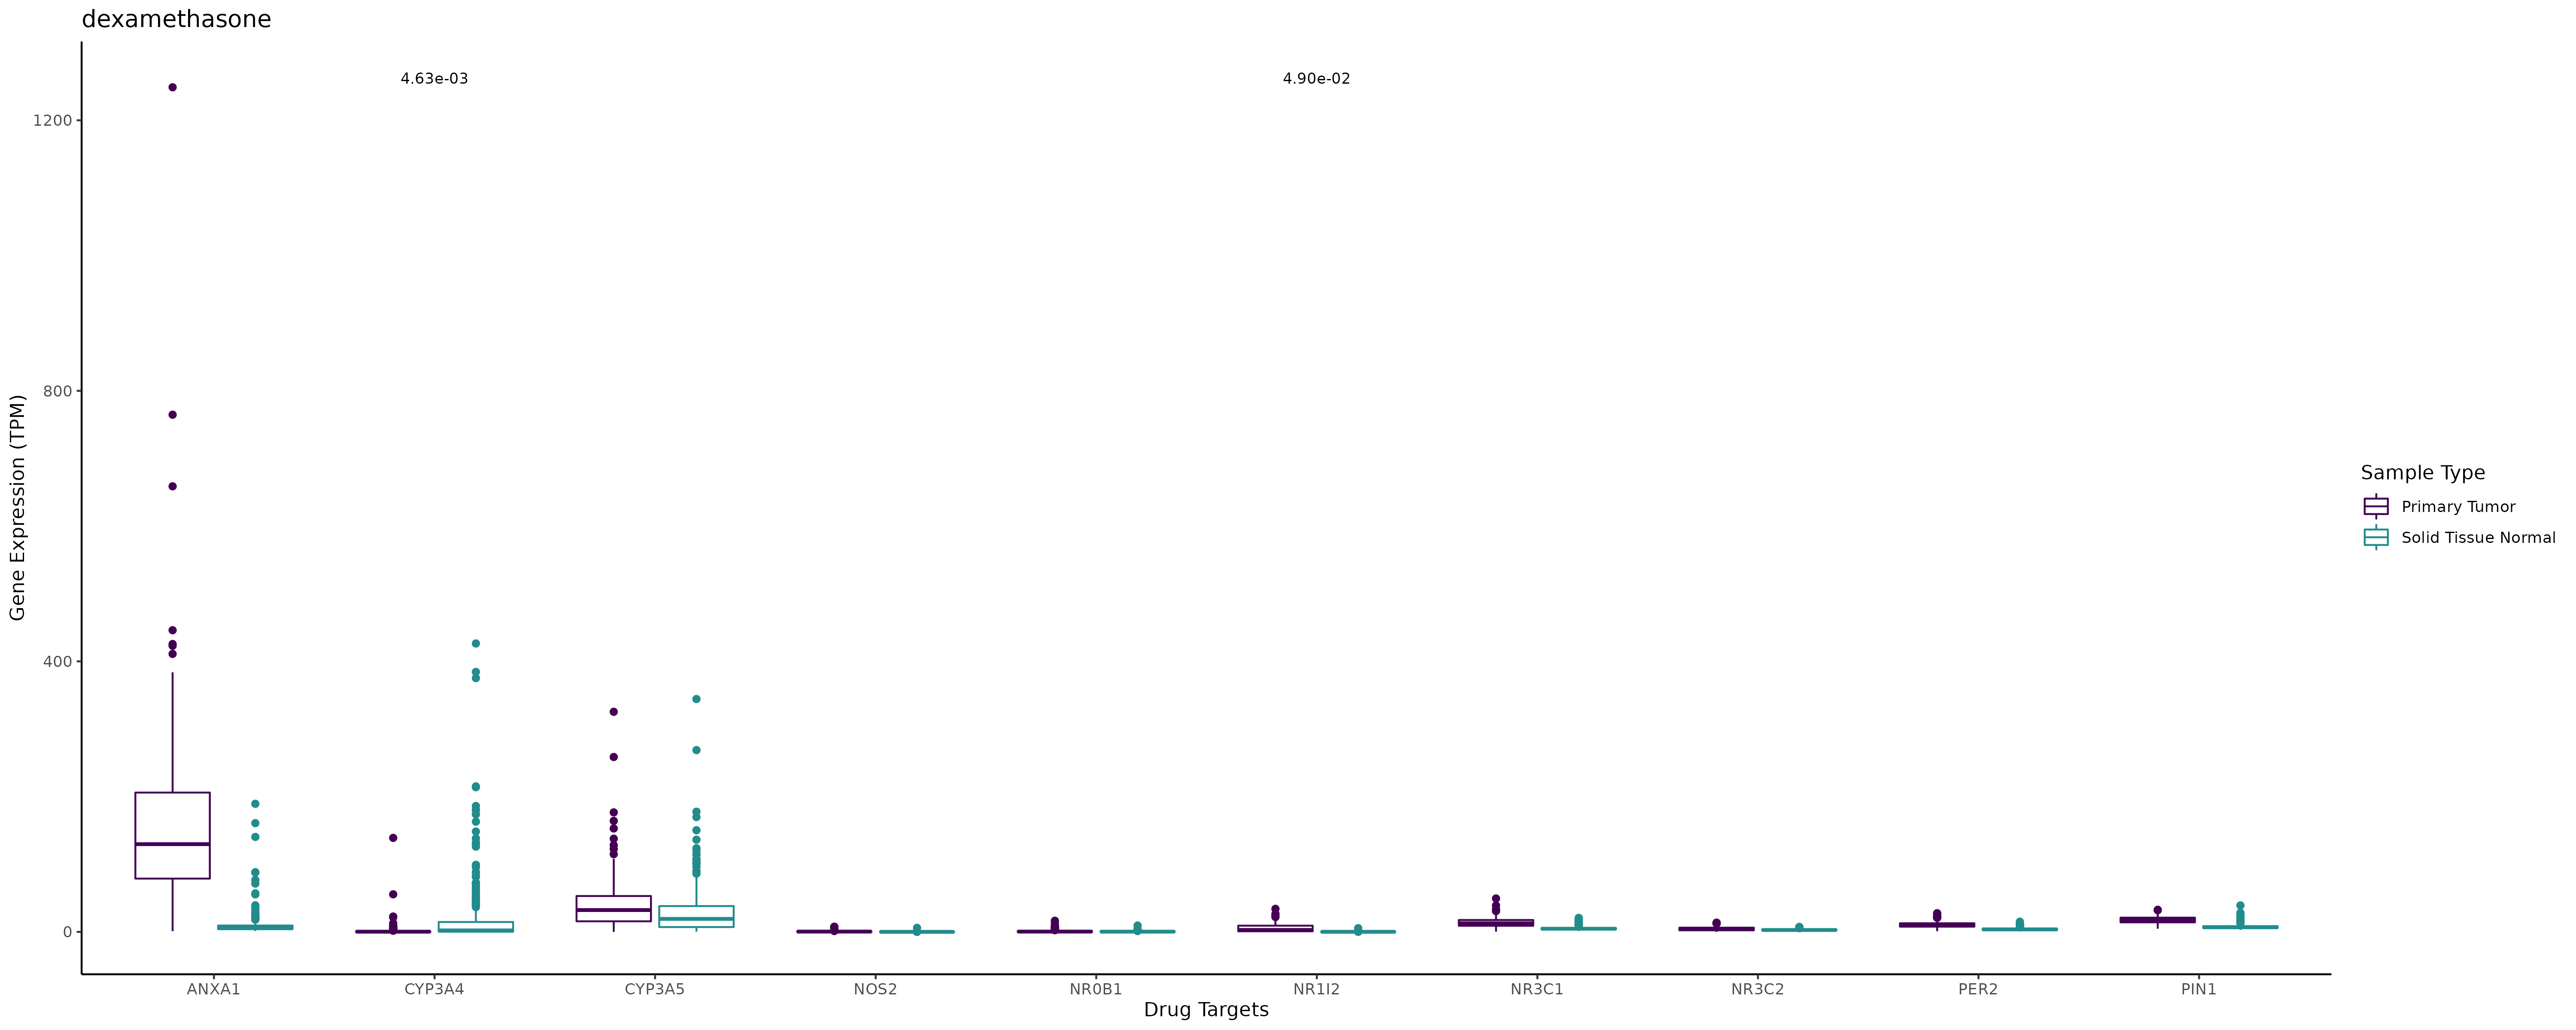 dexamethasone
4.63e-03
4.90e-02
1200
800
400
0
Gene Expression (TPM)
ANXA1
CYP3A4
CYP3A5
NOS2
NR0B1
NR1I2
NR3C1
NR3C2
PER2
PIN1
Drug Targets
Sample Type
Primary Tumor
Solid Tissue Normal